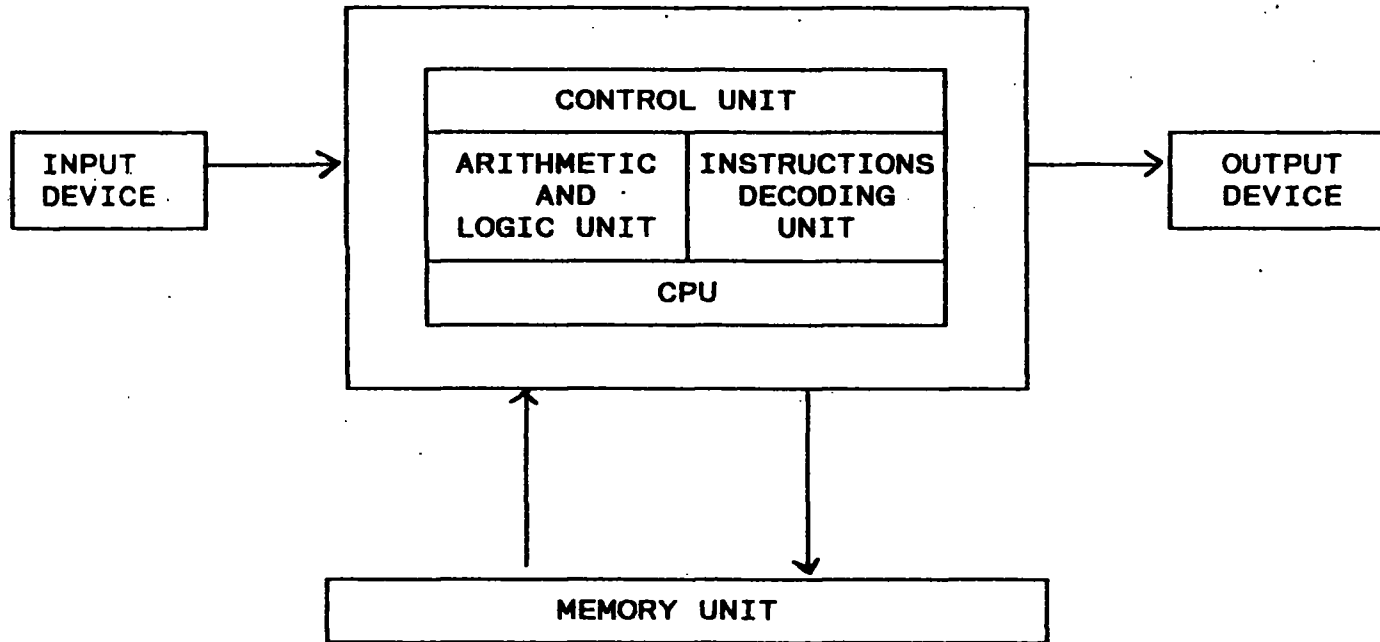 CONTROL UNIT
INPUT
DEVICE
ARITHMETIC
AND
LOGIC UNIT
INSTRUCTIONS
DECODING
UNIT
OUTPUT
DEVICE
CPU
MEMORY UNIT